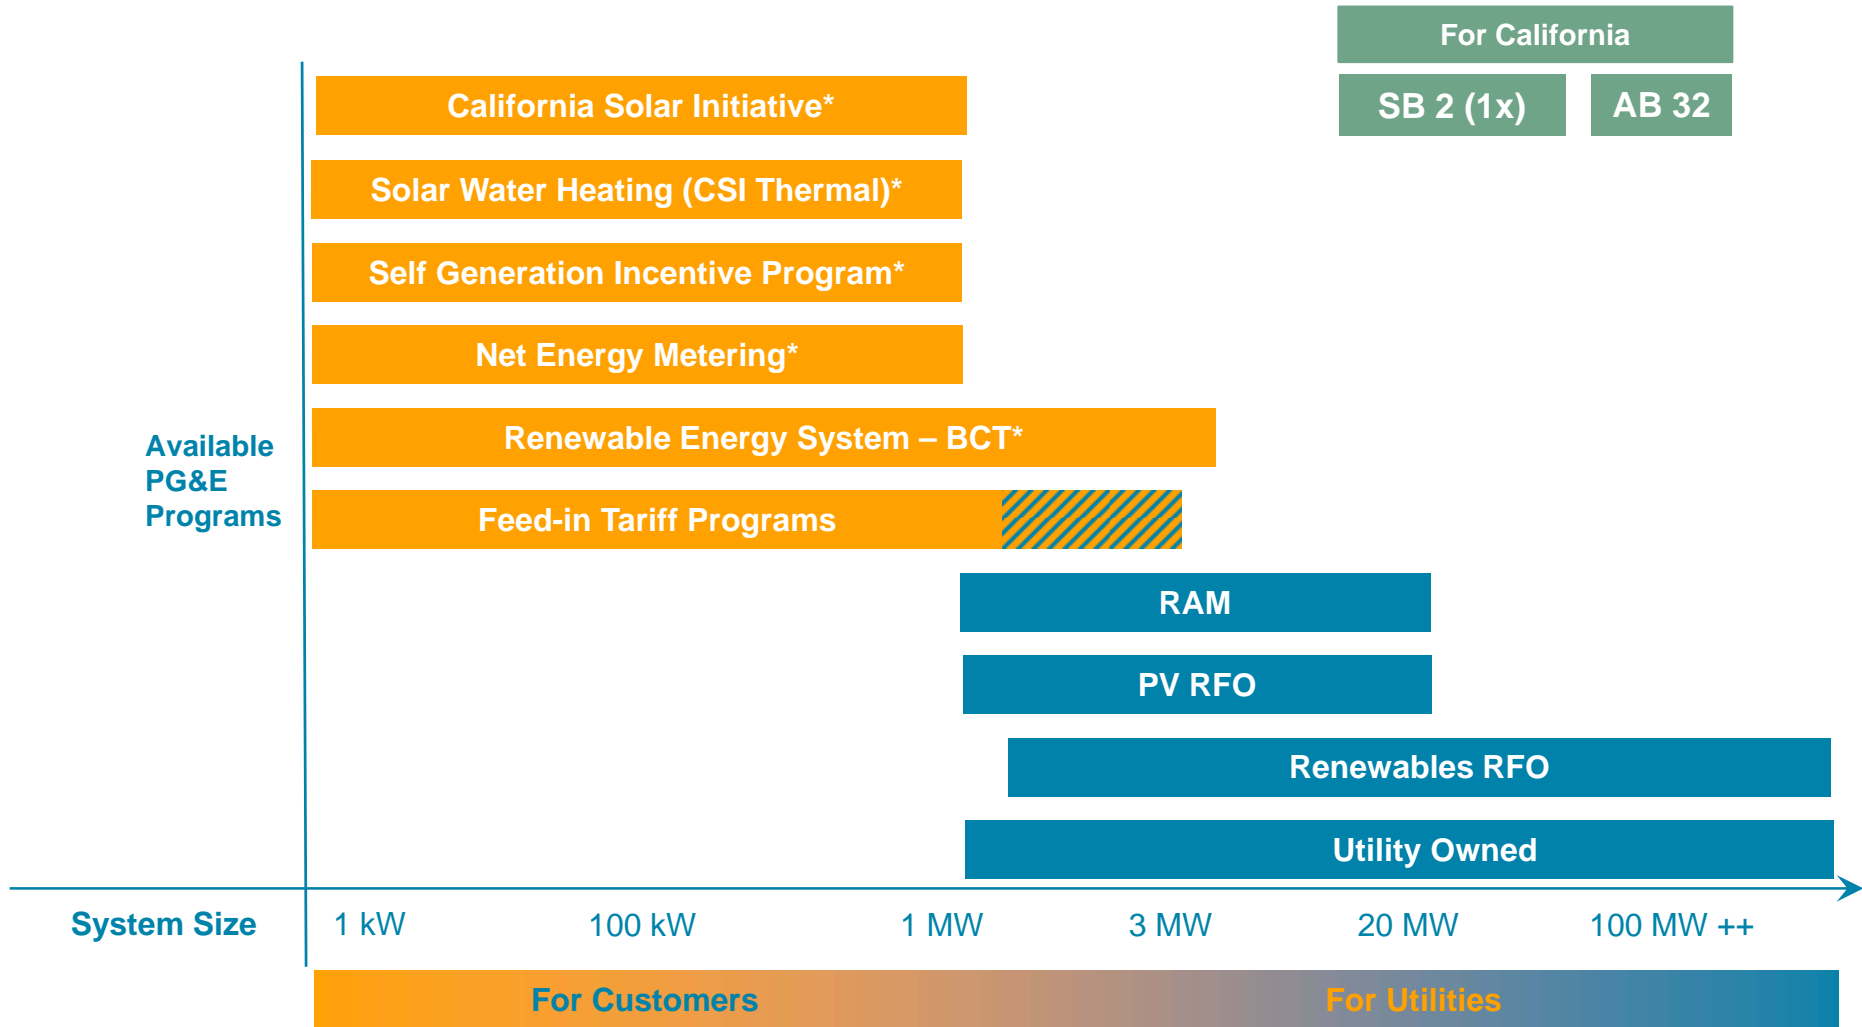 For California
SB 2 (1x)
AB 32
California Solar Initiative*
Solar Water Heating (CSI Thermal)*
Self Generation Incentive Program*
Net Energy Metering*
Renewable Energy System – BCT*
Available
PG&E
Programs
Feed-in Tariff Programs
RAM
PV RFO
Renewables RFO
Utility Owned
System Size
1 kW
100 kW
1 MW
3 MW
20 MW
100 MW ++
For Customers
For Utilities